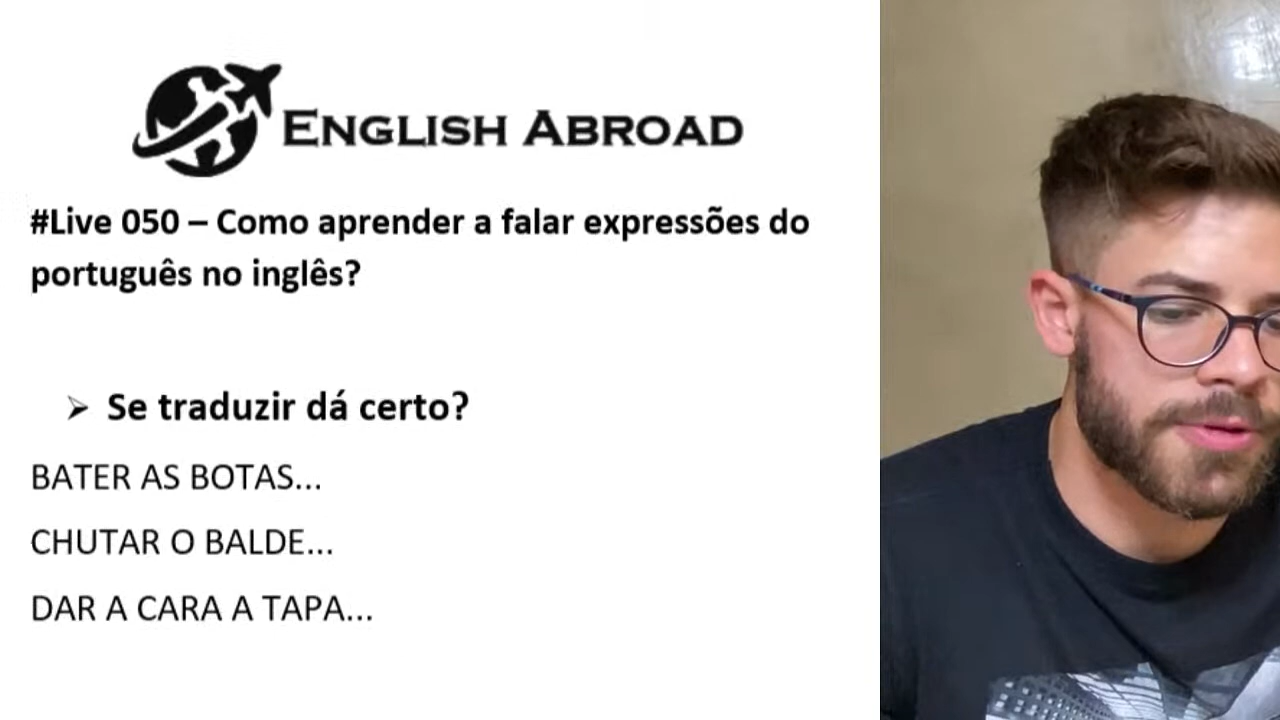 ENGLISH ABROAD
#Live 050 – Como aprender a falar expressões do
português no inglês?
➢ Se traduzir dá certo?
BATER AS BOTAS...
CHUTAR O BALDE...
DAR A CARA A TAPA...